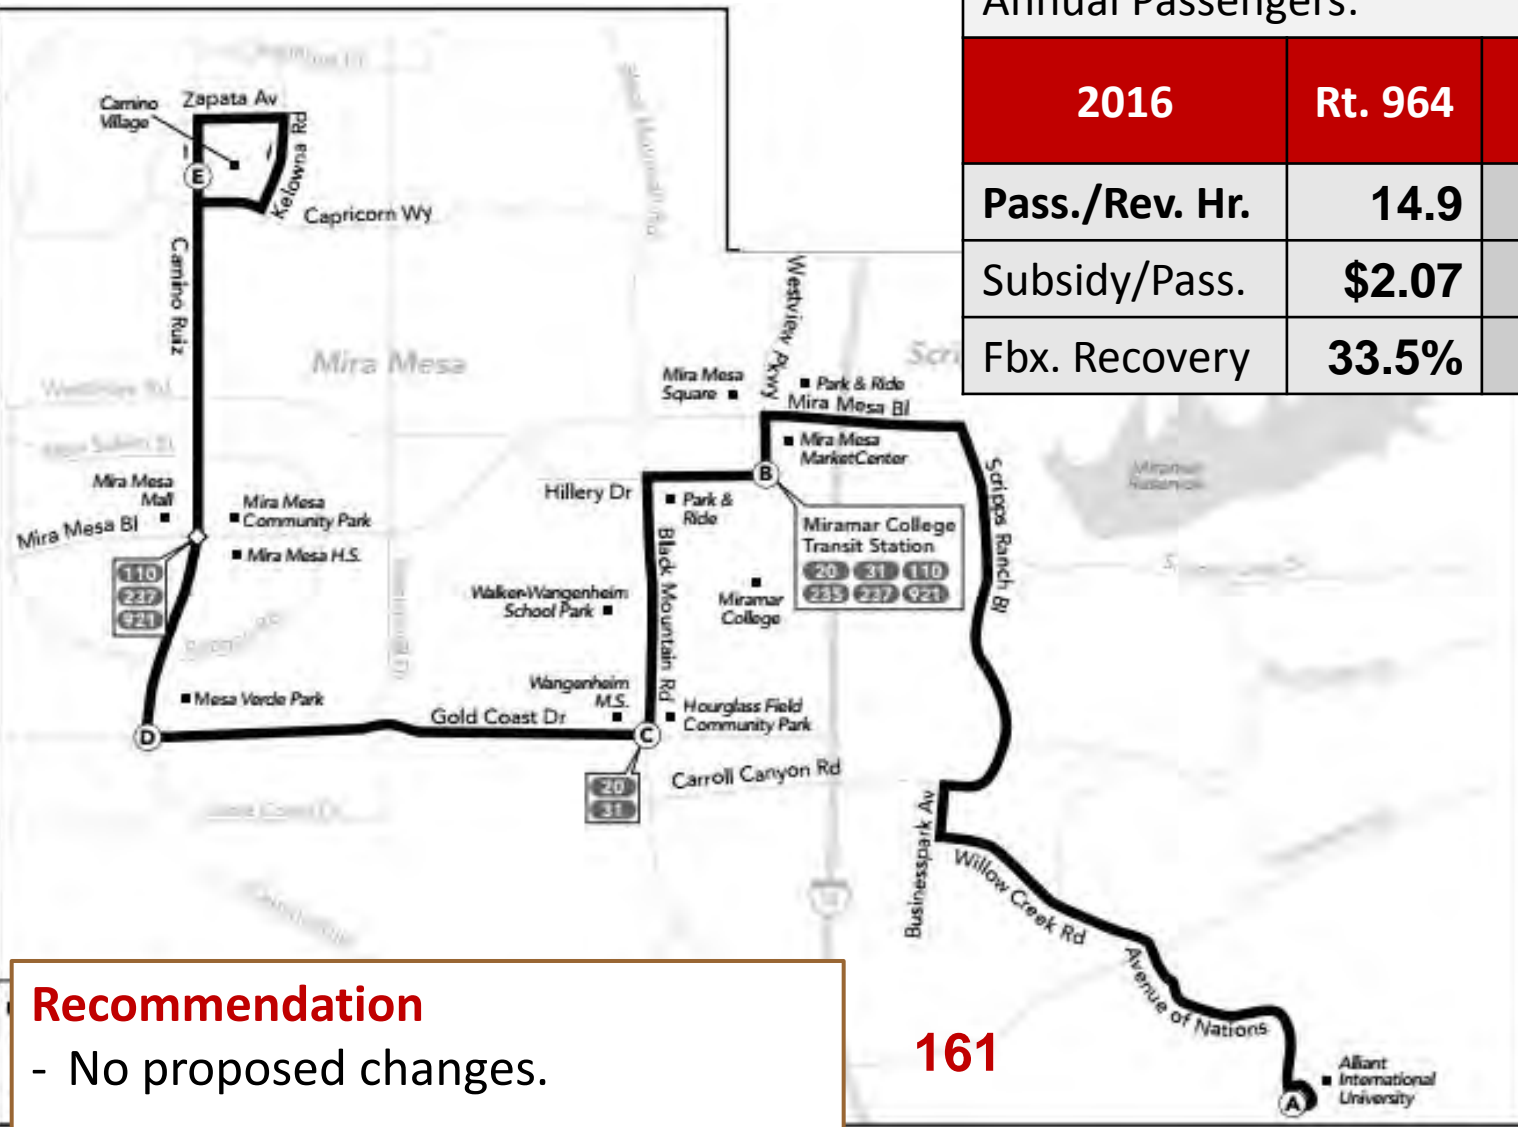 Annual Passengers:
2016 Rt. 964
Pass./Rev. Hr. 14.9
Subsidy/Pass. $2.07
Fbx. Recovery 33.5%
Camino
Village
Zapata Av
Kelowna Rd
E
Capricorn Wy
Camino Ruiz
Mira Mesa
Westview Pkwy
Mira Mesa
Square
Park & Ride
Mira Mesa Bl
Mira Mesa
MarketCenter
Scri
B
Hillery Dr
Park &
Ride
Mira Mesa
Mall
Mira Mesa Bl
Mira Mesa
Community Park
Mira Mesa H.S.
110
237
921
Miramar College
Transit Station
20 31 110
235 237 921
Scripps Ranch Bl
Miramar
Reservoir
Black Mountain Rd
Walker-Wangenheim
School Park
Miramar
College
Wangenheim
M.S.
Hourglass Field
Community Park
Mesa Verde Park
Gold Coast Dr
D
C
20
31
Carroll Canyon Rd
Businesspark Av
Willow Creek Rd
Avenue of Nations
Alliant
International
University
A
Recommendation
- No proposed changes.
161